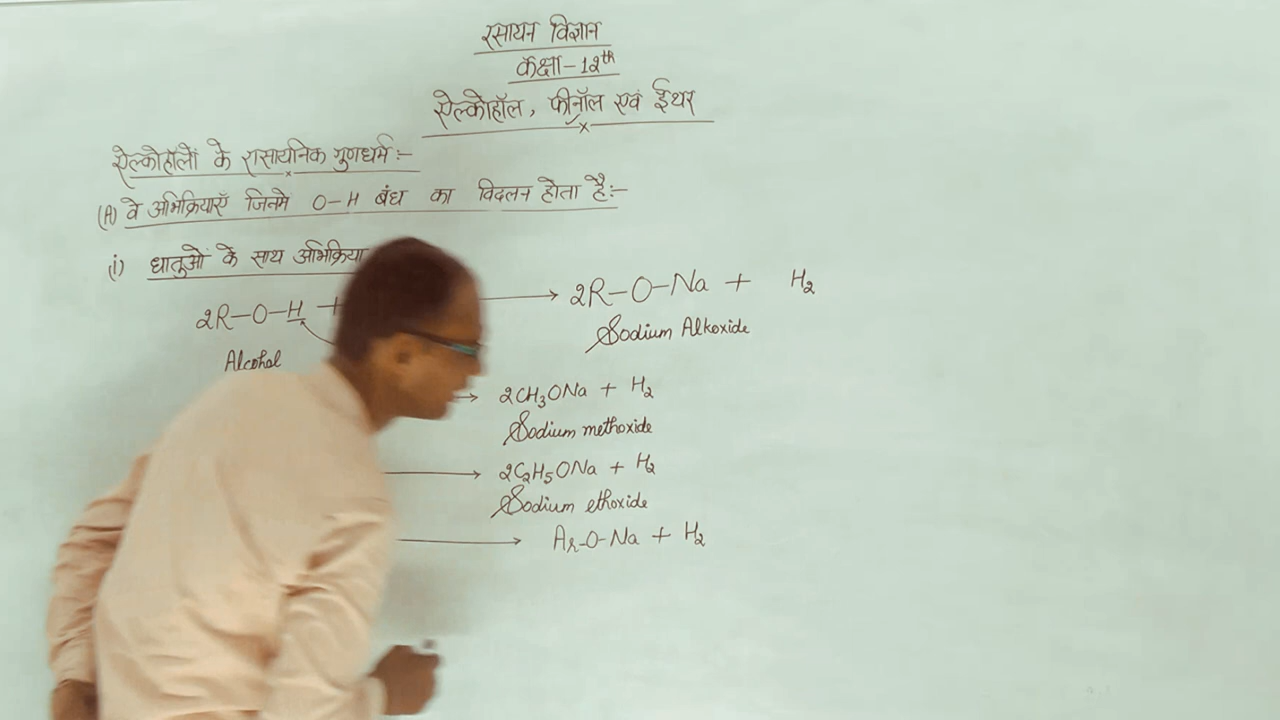 रसायन विज्ञान
कक्षा-12th
ऐल्कोहॉल, फीनॉल एवं ईथर
ऐल्कोहॉलों के रासायनिक गुणधर्म:-
(A) वे अभिक्रियाएँ जिनमे O-H बंध का विदलन होता है:-
(i) धातुओं के साथ अभिक्रिया
2R-O-H + → 2R-O-Na + H₂
Alcohol Sodium Alkoxide
→ 2CH₃ONa + H₂
Sodium methoxide
→ 2C₂H₅ONa + H₂
Sodium ethoxide
→ Ar-O-Na + H₂